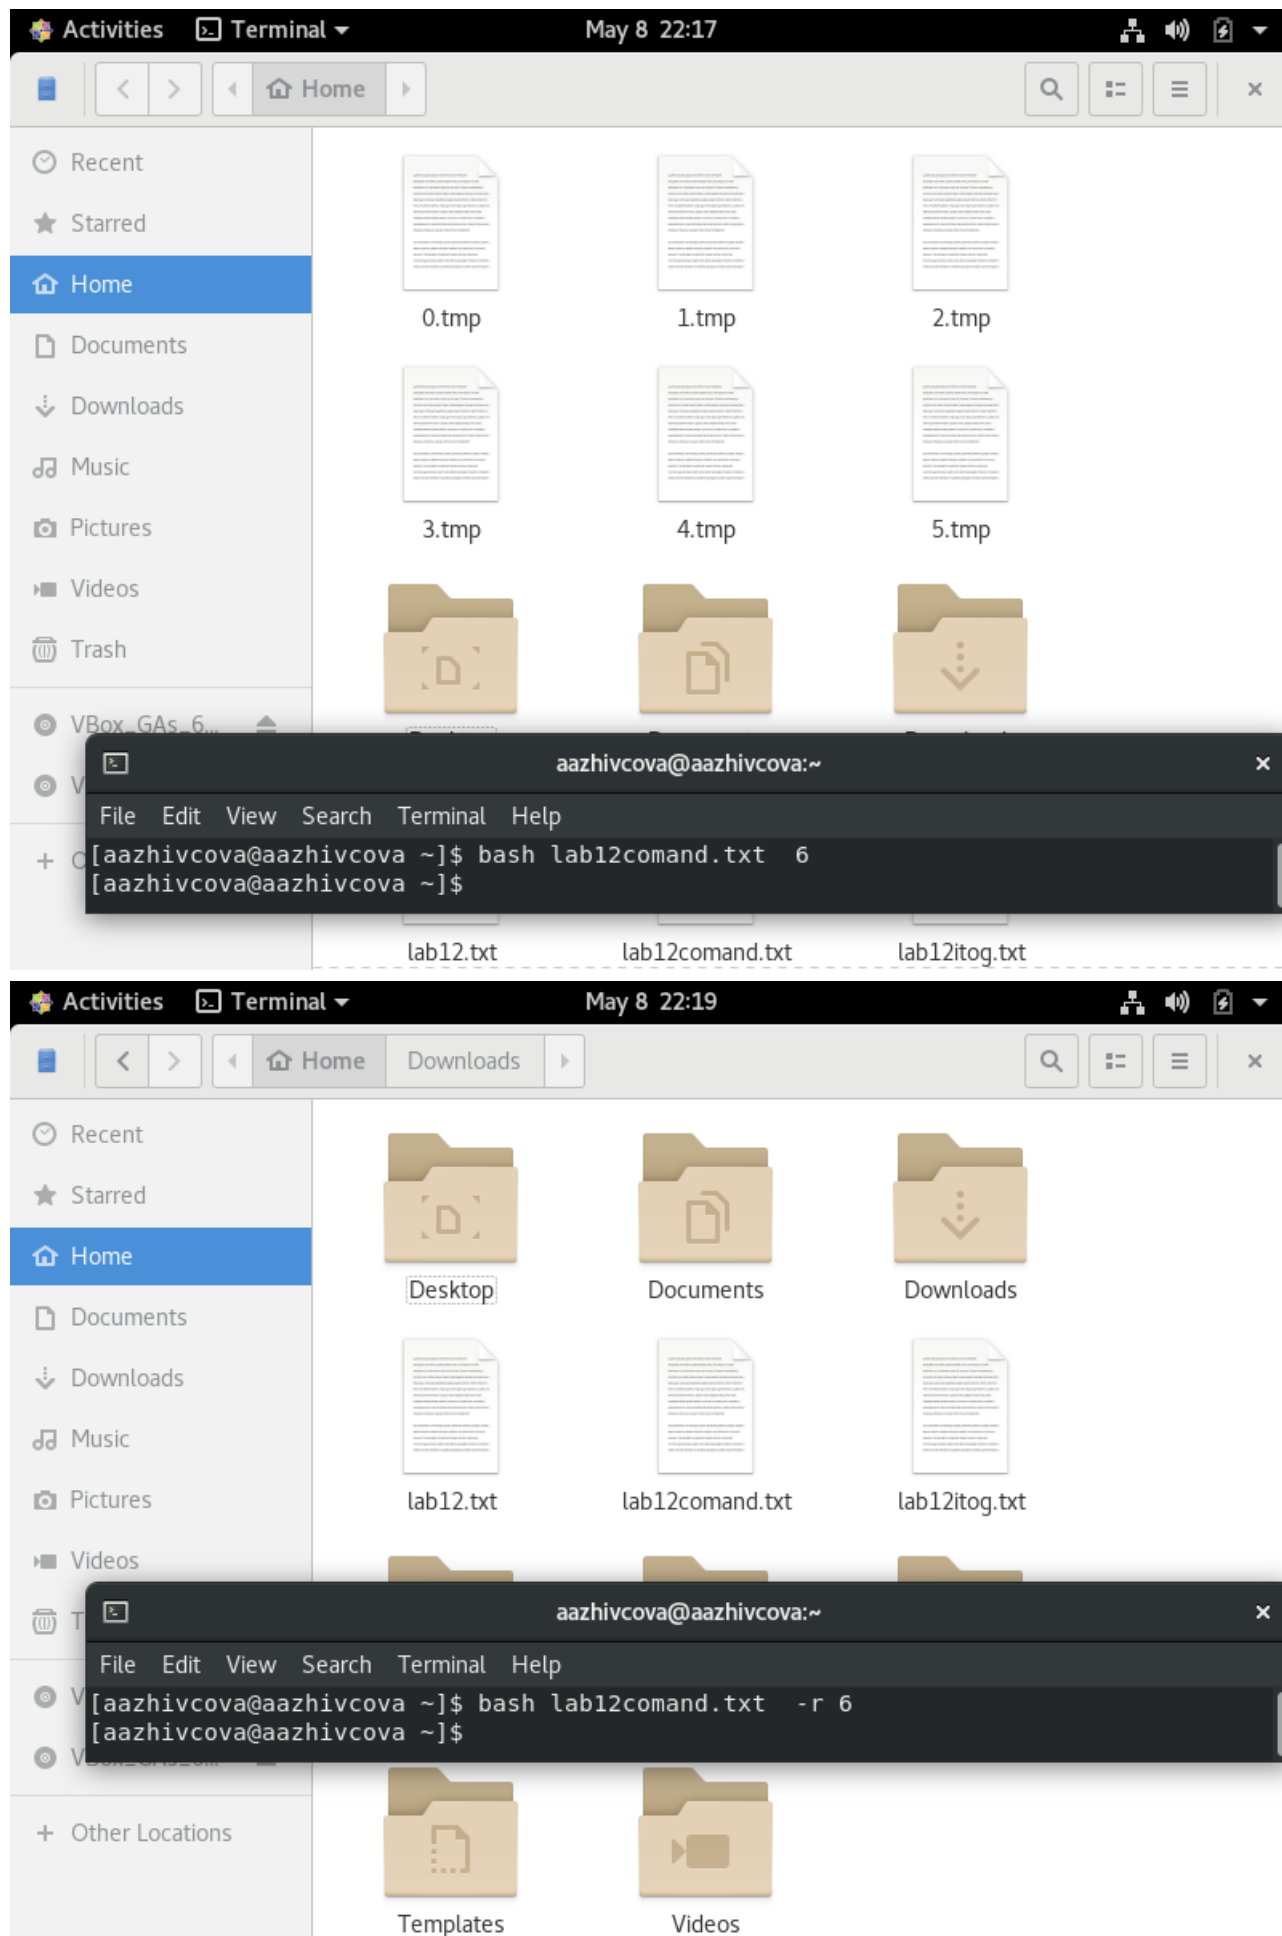 Activities Terminal May 8 22:17
Home
Recent
Starred
Home
Documents
Downloads
Music
Pictures
Videos
Trash
VBox_GAs_6...
0.tmp 1.tmp 2.tmp
3.tmp 4.tmp 5.tmp
aazhivcova@aazhivcova:~
File Edit View Search Terminal Help
[aazhivcova@aazhivcova ~]$ bash lab12comand.txt  6
[aazhivcova@aazhivcova ~]$
lab12.txt lab12comand.txt lab12itog.txt
Activities Terminal May 8 22:19
Home Downloads
Recent
Starred
Home
Documents
Downloads
Music
Pictures
Videos
Desktop Documents Downloads
lab12.txt lab12comand.txt lab12itog.txt
aazhivcova@aazhivcova:~
File Edit View Search Terminal Help
[aazhivcova@aazhivcova ~]$ bash lab12comand.txt  -r 6
[aazhivcova@aazhivcova ~]$
Other Locations
Templates Videos